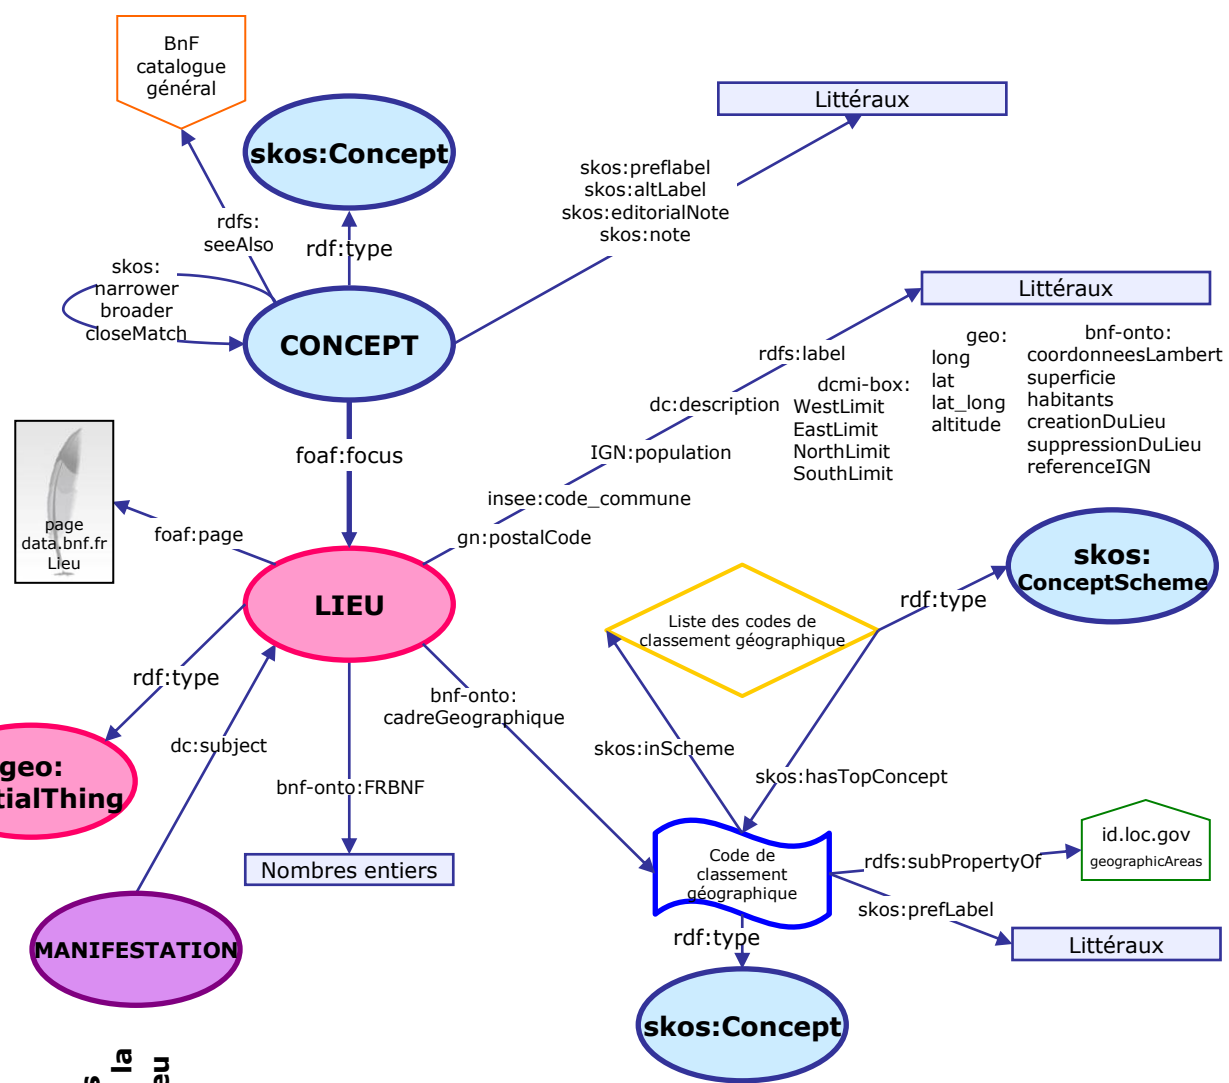 BnF
catalogue
général
skos:Concept
Littéraux
skos:preflabel
skos:altLabel
skos:editorialNote
skos:note
rdfs:
seeAlso
rdf:type
skos:
narrower
broader
closeMatch
CONCEPT
Littéraux
rdfs:label
dc:description
IGN:population
insee:code_commune
gn:postalCode
dcmi-box:
WestLimit
EastLimit
NorthLimit
SouthLimit
geo:
long
lat
lat_long
altitude
bnf-onto:
coordonneesLambert
superficie
habitants
creationDuLieu
suppressionDuLieu
referenceIGN
foaf:focus
page
data.bnf.fr
Lieu
foaf:page
LIEU
skos:
ConceptScheme
rdf:type
Liste des codes de
classement géographique
rdf:type
bnf-onto:
cadreGeographique
dc:subject
skos:inScheme
skos:hasTopConcept
geo:
tialThing
bnf-onto:FRBNF
Nombres entiers
Code de
classement
géographique
rdfs:subPropertyOf
id.loc.gov
geographicAreas
skos:prefLabel
Littéraux
MANIFESTATION
rdf:type
skos:Concept
s
la
eu